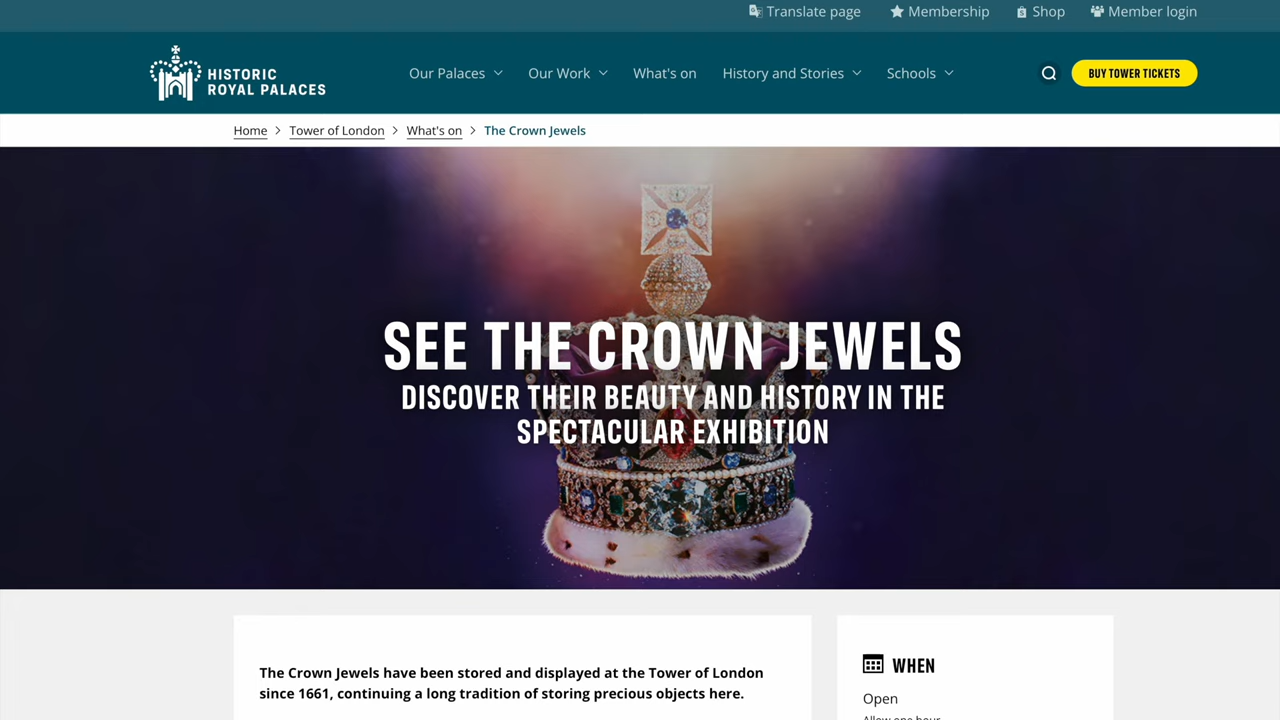 Translate page
Membership
Shop
Member login
HISTORIC
ROYAL PALACES
Our Palaces
Our Work
What's on
History and Stories
Schools
BUY TOWER TICKETS
Home > Tower of London > What's on > The Crown Jewels
SEE THE CROWN JEWELS
DISCOVER THEIR BEAUTY AND HISTORY IN THE
SPECTACULAR EXHIBITION
The Crown Jewels have been stored and displayed at the Tower of London
since 1661, continuing a long tradition of storing precious objects here.
WHEN
Open
Allow one hour